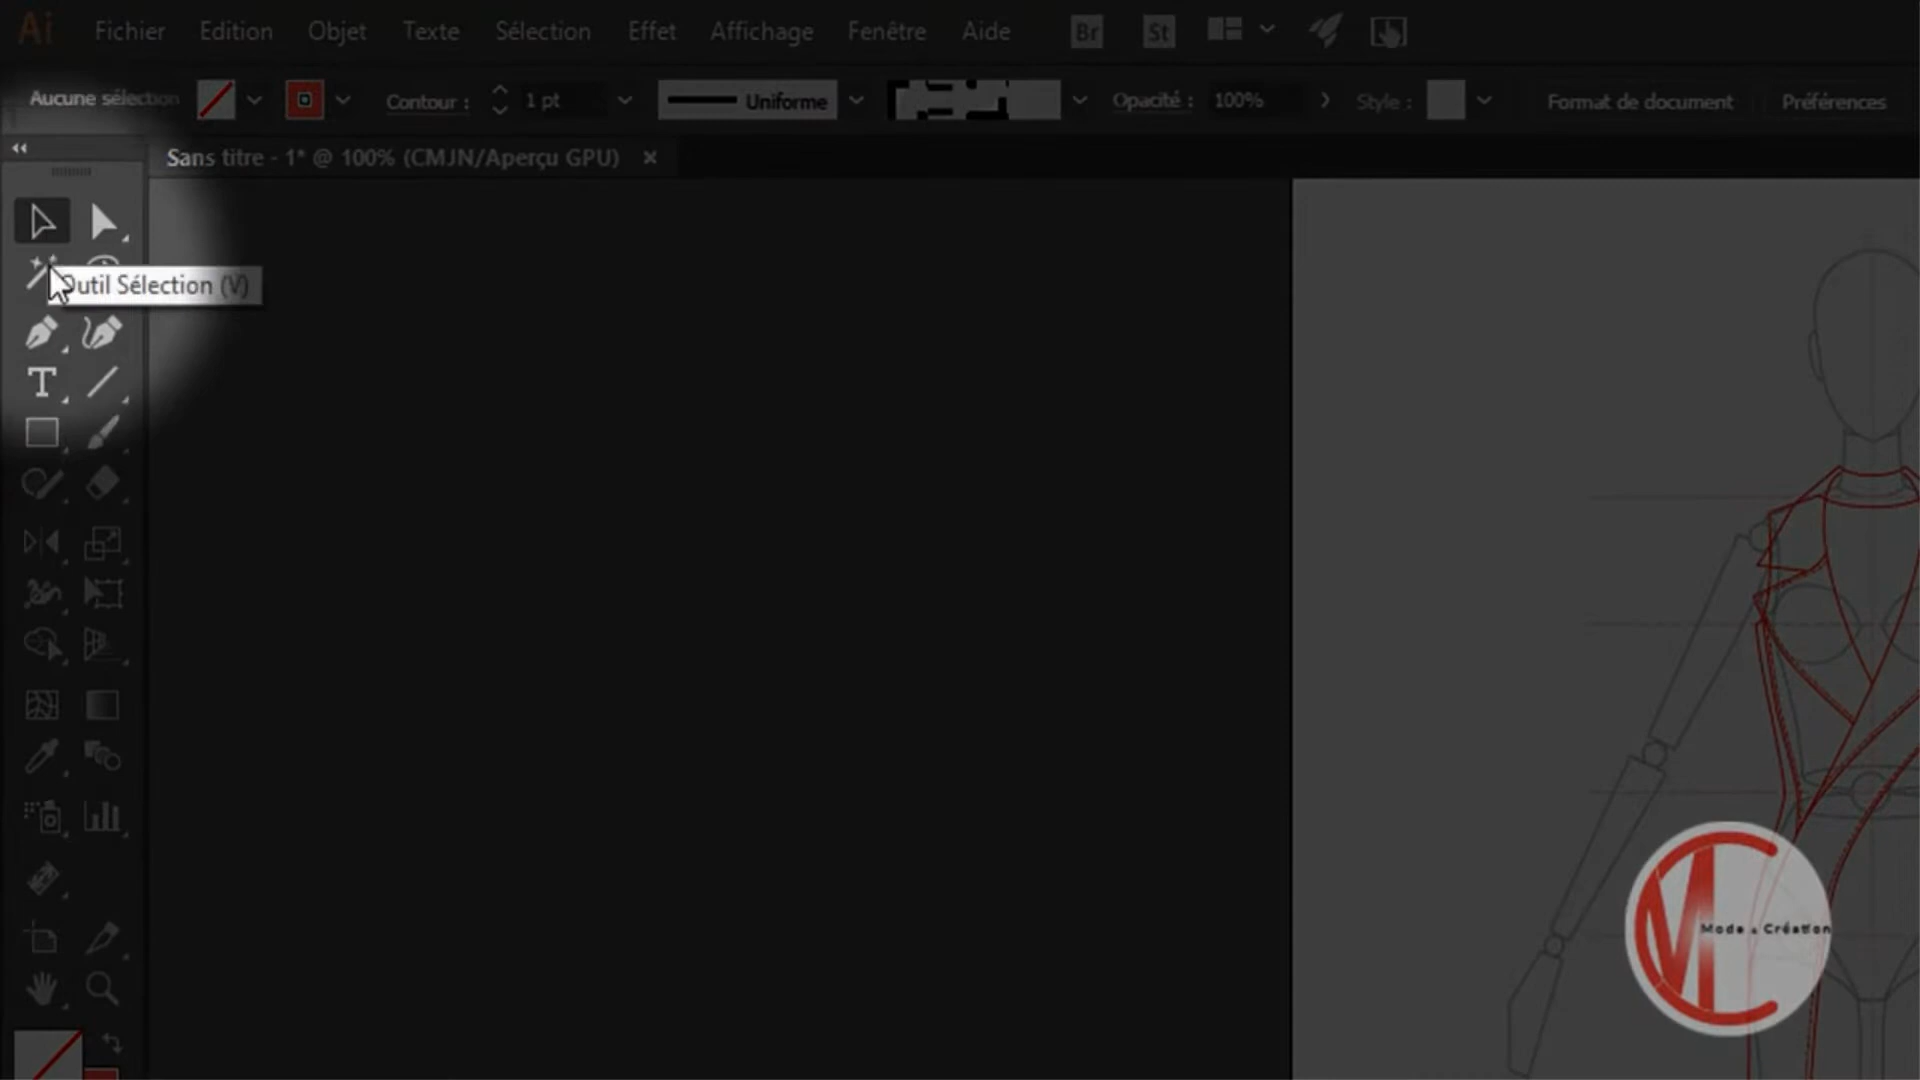 Ai Fichier Edition Objet Texte Sélection Effet Affichage Fenêtre Aide Br St
Aucune sélection Contour : 1 pt Uniforme Opacité : 100% Style : Format de document Préférences
Sans titre - 1* @ 100% (CMJN/Aperçu GPU)
Outil Sélection (V)
T
MC
Mode & Création